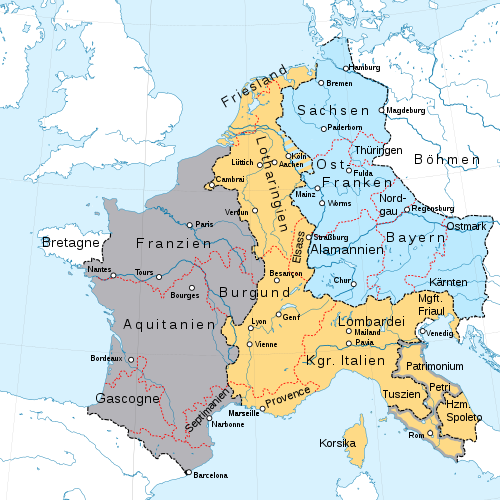 Friesland
Hamburg
Bremen
Sachsen
Magdeburg
Paderborn
Lotharingien
Köln
Aachen
Lüttich
Thüringen
Böhmen
Ost-
Franken
Fulda
Cambrai
Mainz
Worms
Nord-
gau
Regensburg
Verdun
Paris
Ostmark
Bretagne
Franzien
Elsass
Straßburg
Alamannien
Bayern
Nantes
Tours
Besançon
Chur
Kärnten
Bourges
Burgund
Mgft.
Friaul
Aquitanien
Lyon
Genf
Lombardei
Mailand
Venedig
Vienne
Pavia
Bordeaux
Kgr. Italien
Patrimonium
Petri
Gascogne
Septimanien
Provence
Tuszien
Hzm.
Spoleto
Marseille
Narbonne
Korsika
Rom
Barcelona